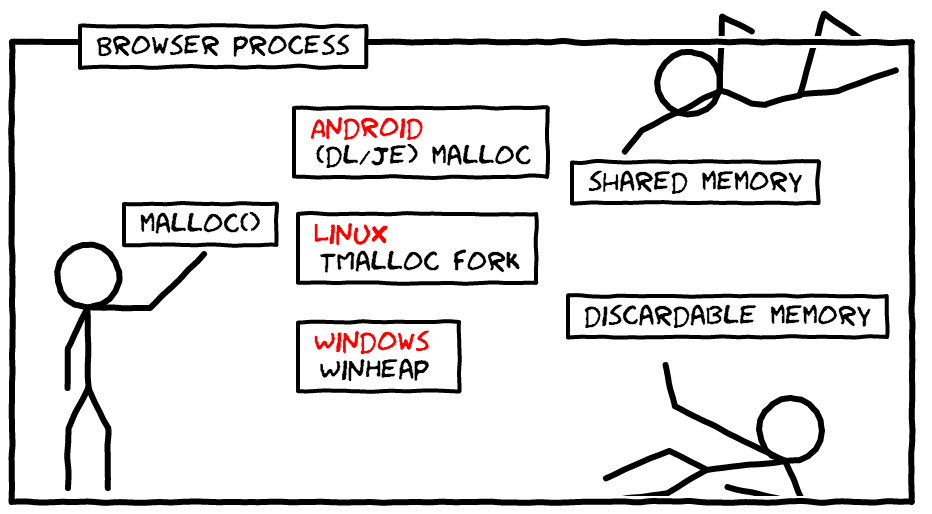 BROWSER PROCESS
ANDROID
(DL/JE) MALLOC
SHARED MEMORY
MALLOC()
LINUX
TMALLOC FORK
DISCARDABLE MEMORY
WINDOWS
WINHEAP